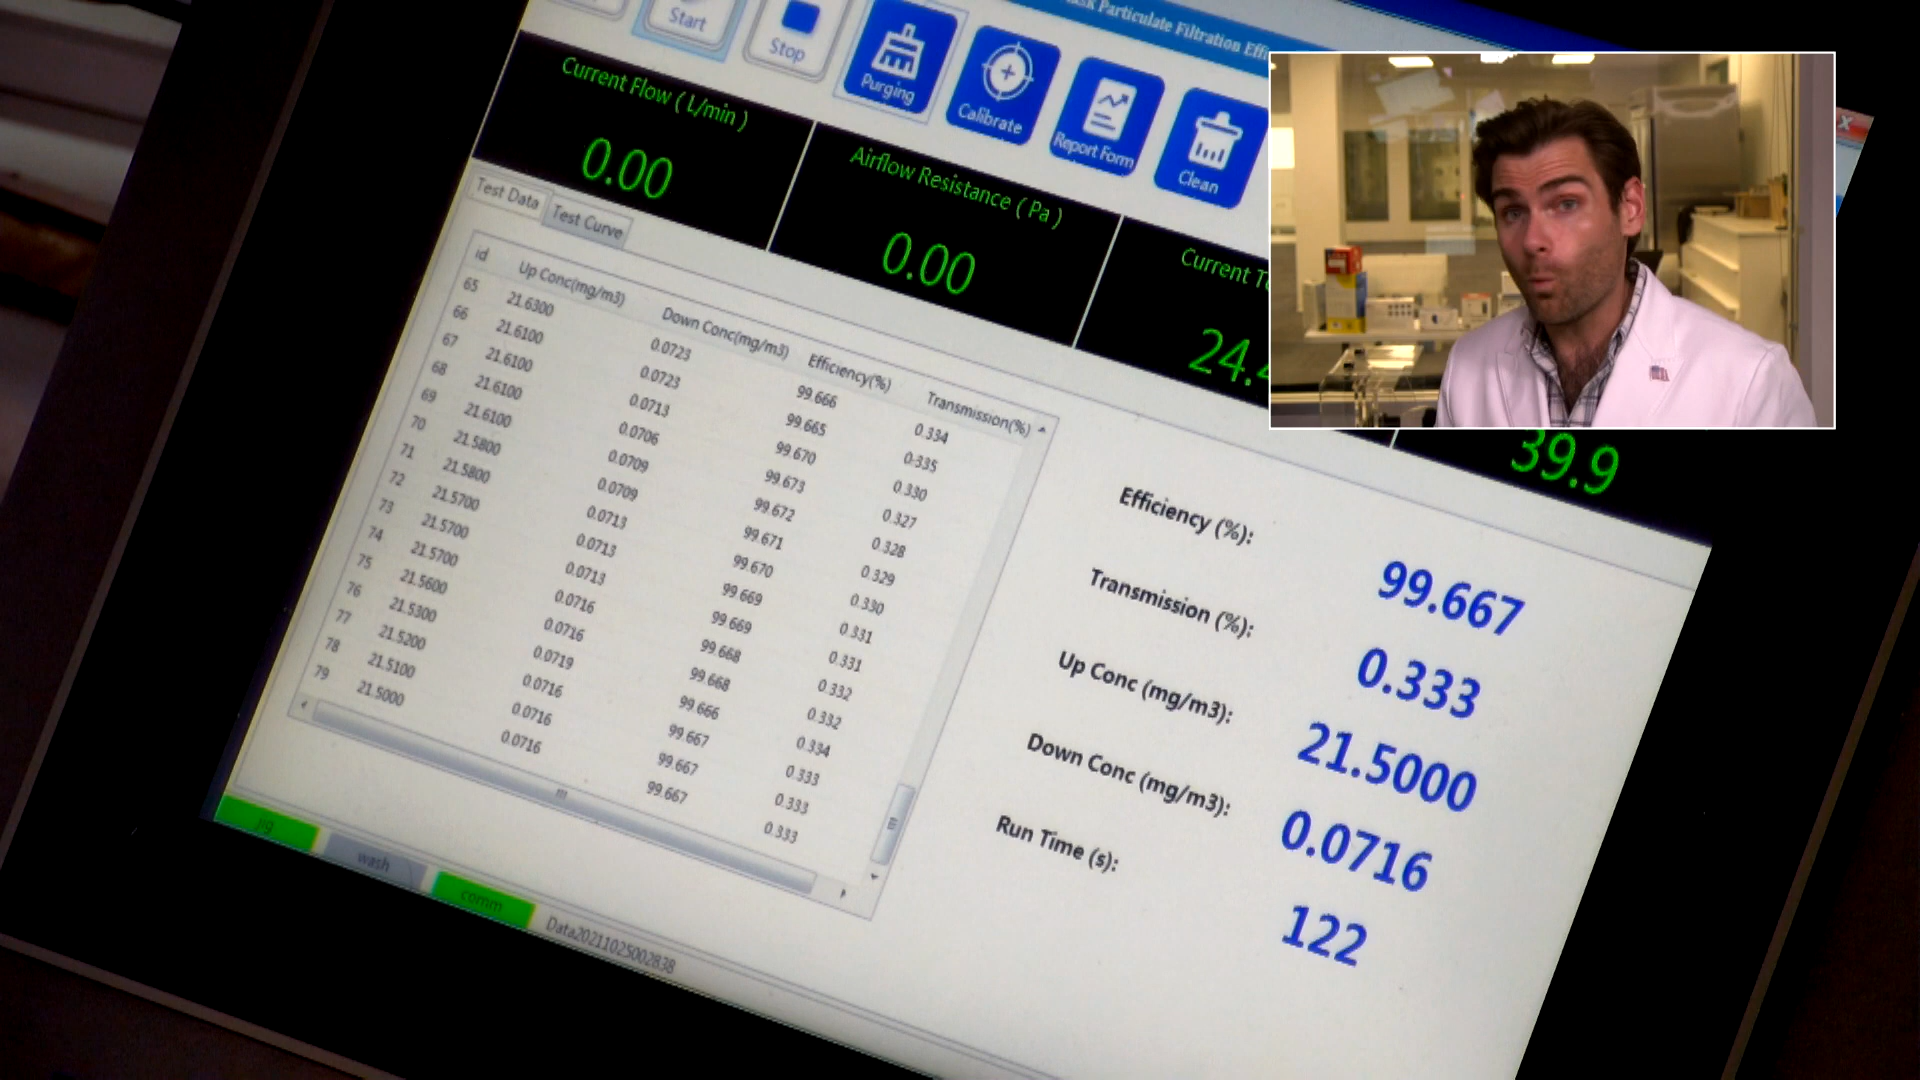 Start
Stop
Purging
Calibrate
Report Form
Clean
Particulate Filtration
Current Flow ( L/min )
0.00
Airflow Resistance ( Pa )
0.00
Current
24.
39.9
Test Data
Test Curve
id Up Conc(mg/m3) Down Conc(mg/m3) Efficiency(%) Transmission(%)
65 21.6300 0.0723 99.666 0.334
66 21.6100 0.0723 99.665 0.335
67 21.6100 0.0713 99.670 0.330
68 21.6100 0.0706 99.673 0.327
69 21.6100 0.0709 99.672 0.328
70 21.5800 0.0709 99.671 0.329
71 21.5800 0.0713 99.670 0.330
72 21.5700 0.0713 99.669 0.331
73 21.5700 0.0713 99.669 0.331
74 21.5700 0.0716 99.668 0.332
75 21.5600 0.0716 99.668 0.332
76 21.5300 0.0719 99.666 0.334
77 21.5200 0.0716 99.667 0.333
78 21.5100 0.0716 99.667 0.333
79 21.5000 0.0716 99.667 0.333
Efficiency (%): 99.667
Transmission (%): 0.333
Up Conc (mg/m3): 21.5000
Down Conc (mg/m3): 0.0716
Run Time (s): 122
jig
wash
comm
Data20211025002838